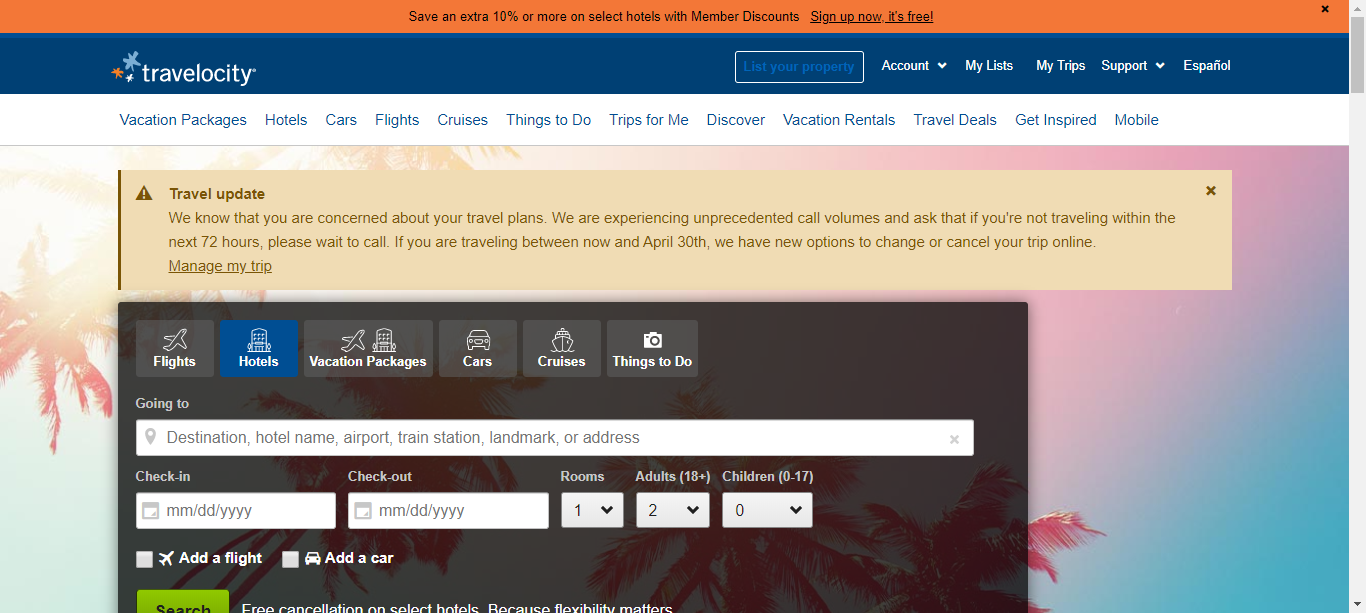 Save an extra 10% or more on select hotels with Member Discounts Sign up now, it's free!
travelocity
List your property Account My Lists My Trips Support Español
Vacation Packages Hotels Cars Flights Cruises Things to Do Trips for Me Discover Vacation Rentals Travel Deals Get Inspired Mobile
Travel update
We know that you are concerned about your travel plans. We are experiencing unprecedented call volumes and ask that if you're not traveling within the
next 72 hours, please wait to call. If you are traveling between now and April 30th, we have new options to change or cancel your trip online.
Manage my trip
Flights Hotels Vacation Packages Cars Cruises Things to Do
Going to
Destination, hotel name, airport, train station, landmark, or address
Check-in Check-out Rooms Adults (18+) Children (0-17)
mm/dd/yyyy mm/dd/yyyy 1 2 0
Add a flight Add a car
Search Free cancellation on select hotels. Because flexibility matters.